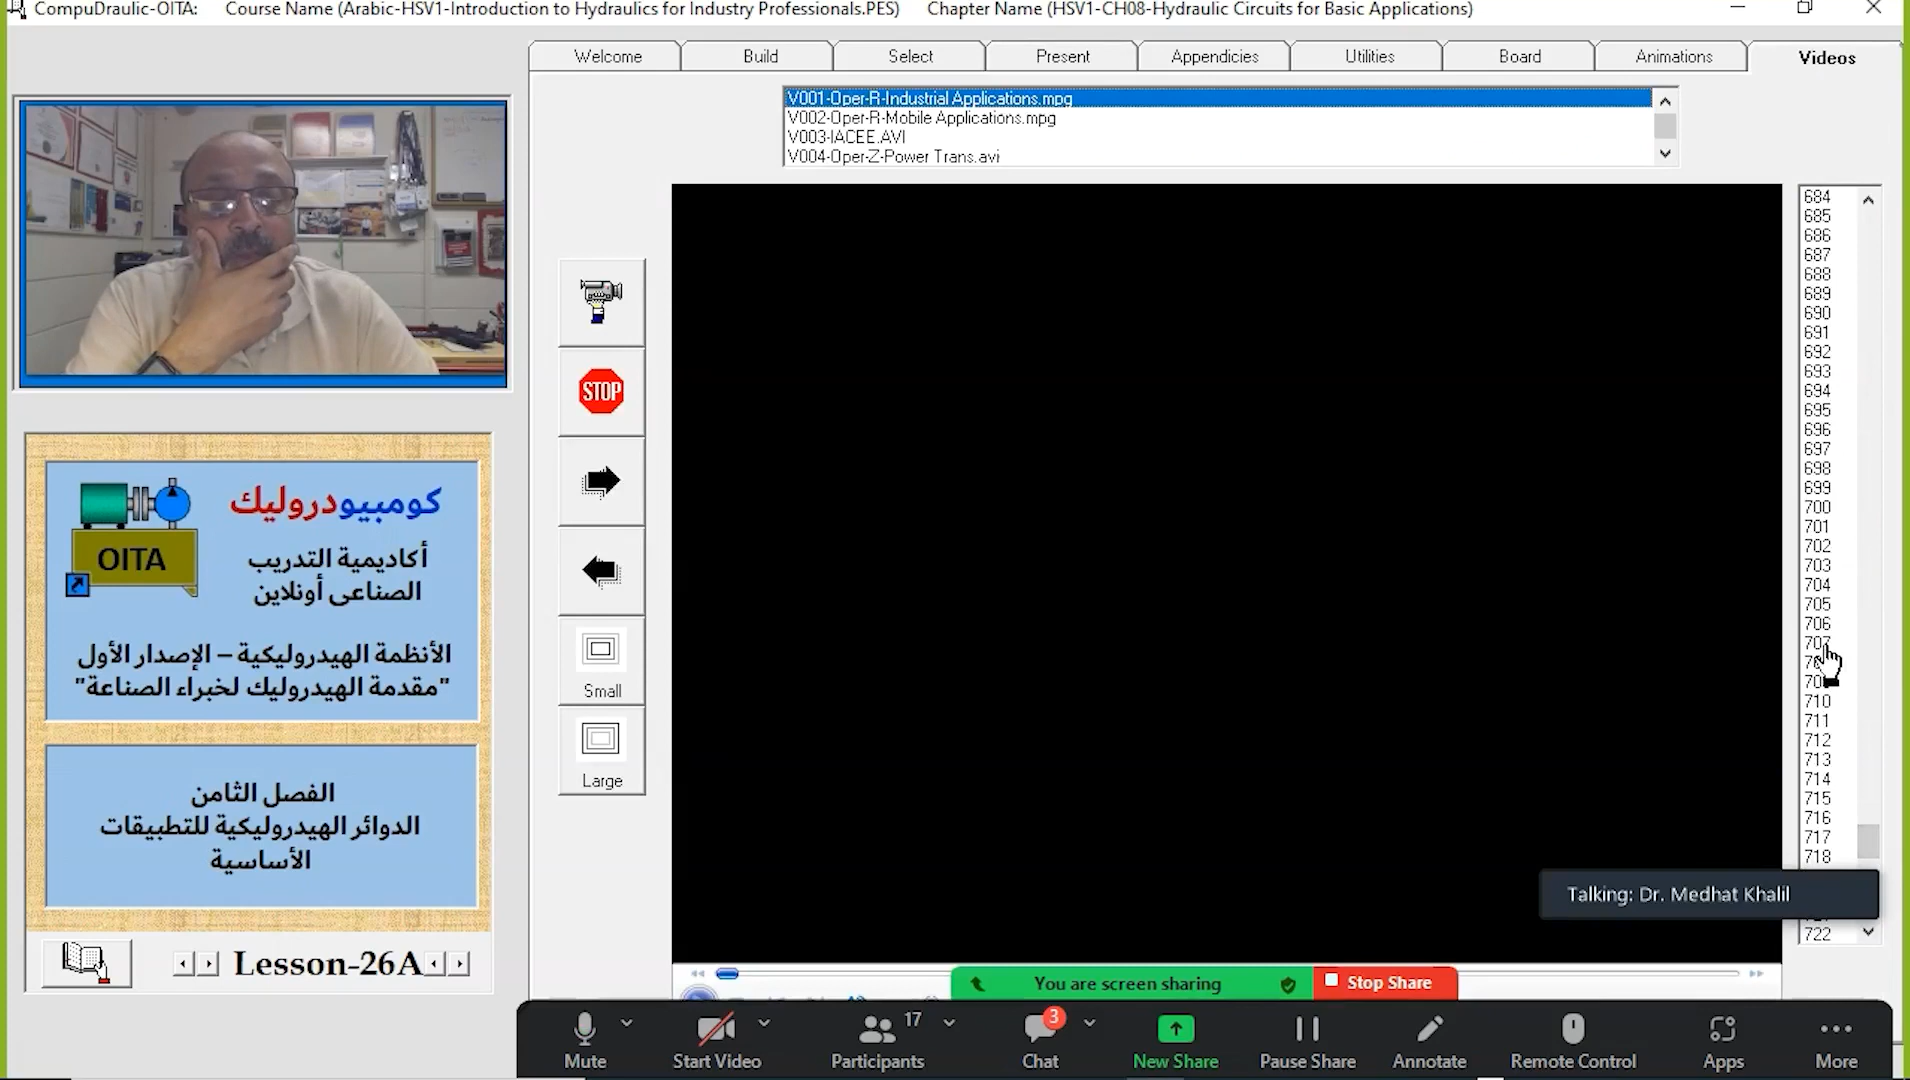 CompuDraulic-OITA: Course Name (Arabic-HSV1-Introduction to Hydraulics for Industry Professionals.PES) Chapter Name (HSV1-CH08-Hydraulic Circuits for Basic Applications)
Welcome Build Select Present Appendicies Utilities Board Animations Videos
V001-Oper-R-Industrial Applications.mpg
V002-Oper-R-Mobile Applications.mpg
V003-IACEE.AVI
V004-Oper-Z-Power Trans.avi
STOP
Small
Large
كومبيودروليك
OITA
أكاديمية التدريب
الصناعى أونلاين
الأنظمة الهيدروليكية – الإصدار الأول
"مقدمة الهيدروليك لخبراء الصناعة"
الفصل الثامن
الدوائر الهيدروليكية للتطبيقات
الأساسية
Lesson-26A
684
685
686
687
688
689
690
691
692
693
694
695
696
697
698
699
700
701
702
703
704
705
706
707
710
711
712
713
714
715
716
717
718
722
Talking: Dr. Medhat Khalil
You are screen sharing Stop Share
17 3
Mute Start Video Participants Chat New Share Pause Share Annotate Remote Control Apps More